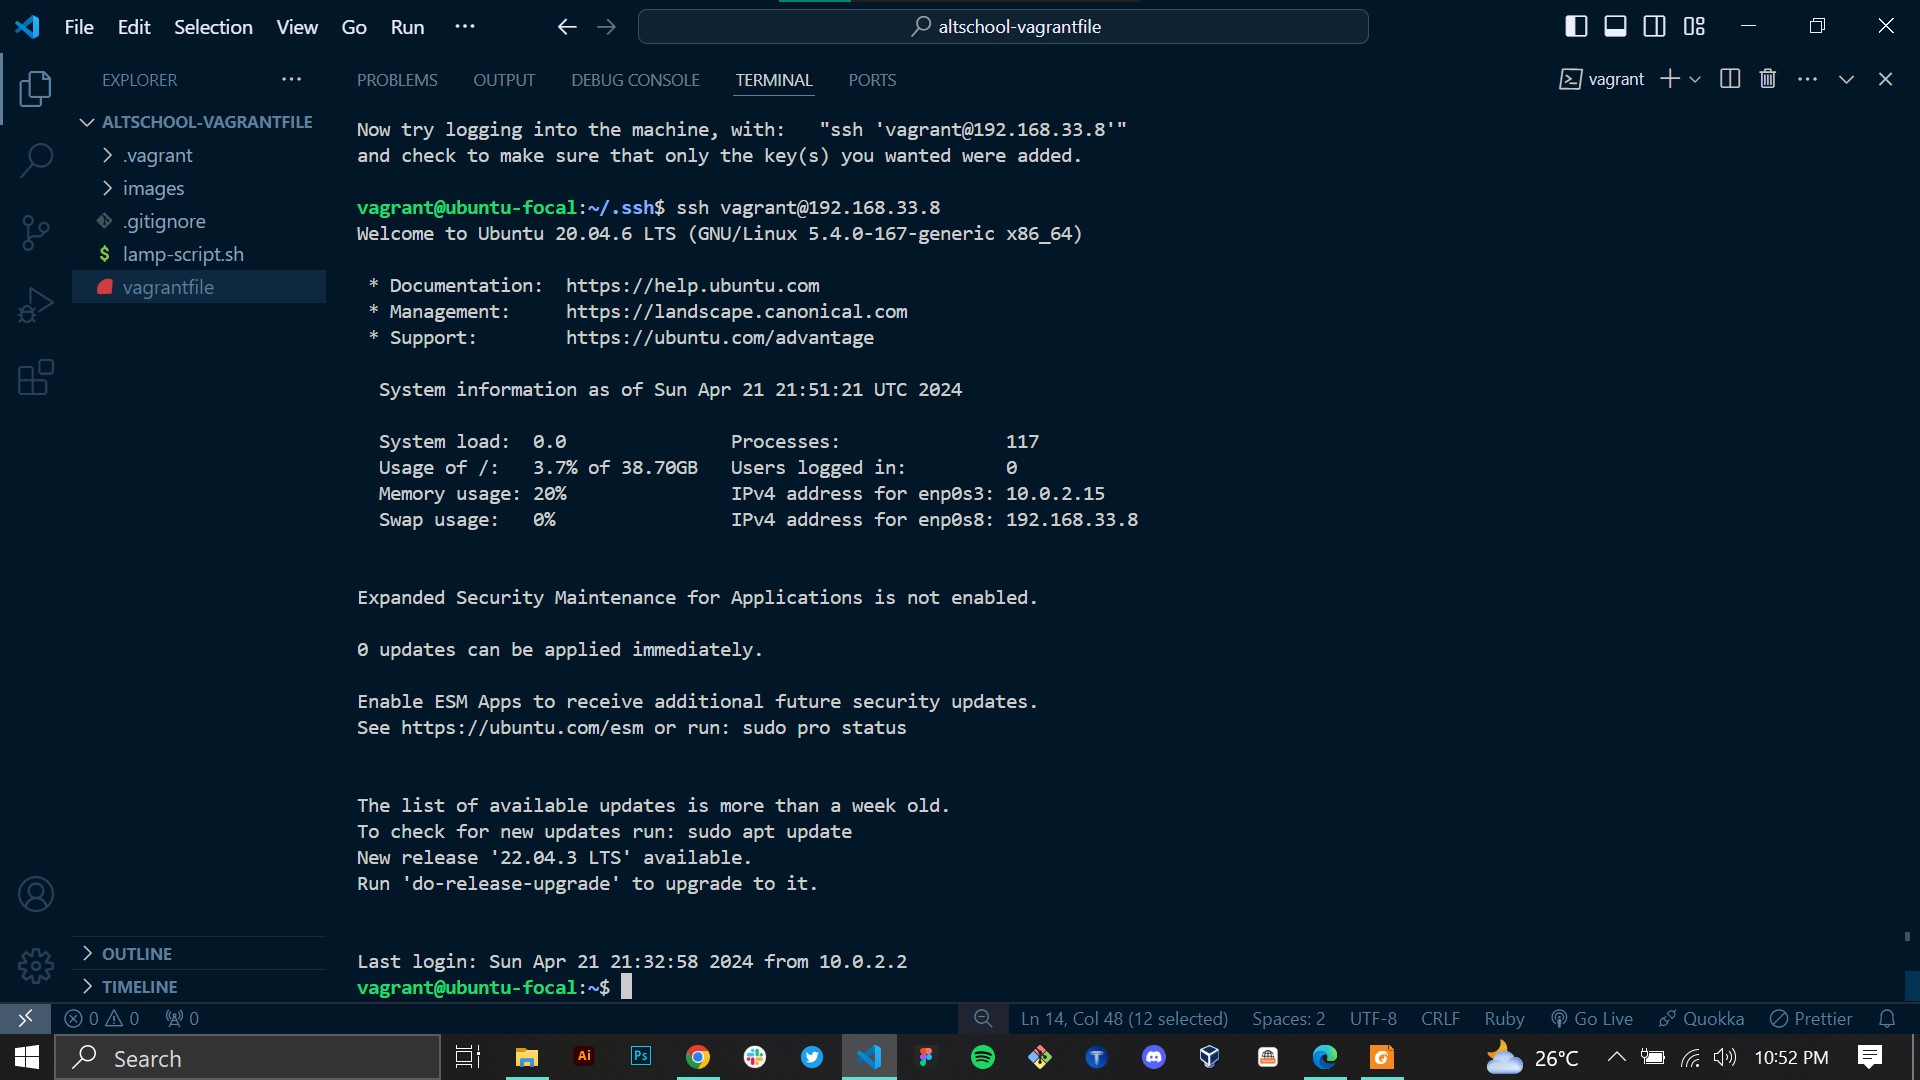 File Edit Selection View Go Run ···
altschool-vagrantfile
EXPLORER ···
ALTSCHOOL-VAGRANTFILE
.vagrant
images
.gitignore
$ lamp-script.sh
vagrantfile
OUTLINE
TIMELINE
PROBLEMS OUTPUT DEBUG CONSOLE TERMINAL PORTS
vagrant
Now try logging into the machine, with:   "ssh 'vagrant@192.168.33.8'"
and check to make sure that only the key(s) you wanted were added.
vagrant@ubuntu-focal:~/.ssh$ ssh vagrant@192.168.33.8
Welcome to Ubuntu 20.04.6 LTS (GNU/Linux 5.4.0-167-generic x86_64)
* Documentation:  https://help.ubuntu.com
* Management:     https://landscape.canonical.com
* Support:        https://ubuntu.com/advantage
System information as of Sun Apr 21 21:51:21 UTC 2024
System load:  0.0               Processes:               117
Usage of /:   3.7% of 38.70GB   Users logged in:         0
Memory usage: 20%               IPv4 address for enp0s3: 10.0.2.15
Swap usage:   0%                IPv4 address for enp0s8: 192.168.33.8
Expanded Security Maintenance for Applications is not enabled.
0 updates can be applied immediately.
Enable ESM Apps to receive additional future security updates.
See https://ubuntu.com/esm or run: sudo pro status
The list of available updates is more than a week old.
To check for new updates run: sudo apt update
New release '22.04.3 LTS' available.
Run 'do-release-upgrade' to upgrade to it.
Last login: Sun Apr 21 21:32:58 2024 from 10.0.2.2
vagrant@ubuntu-focal:~$
0 0 0 Ln 14, Col 48 (12 selected) Spaces: 2 UTF-8 CRLF Ruby Go Live Quokka Prettier
Search Ai Ps 26°C 10:52 PM